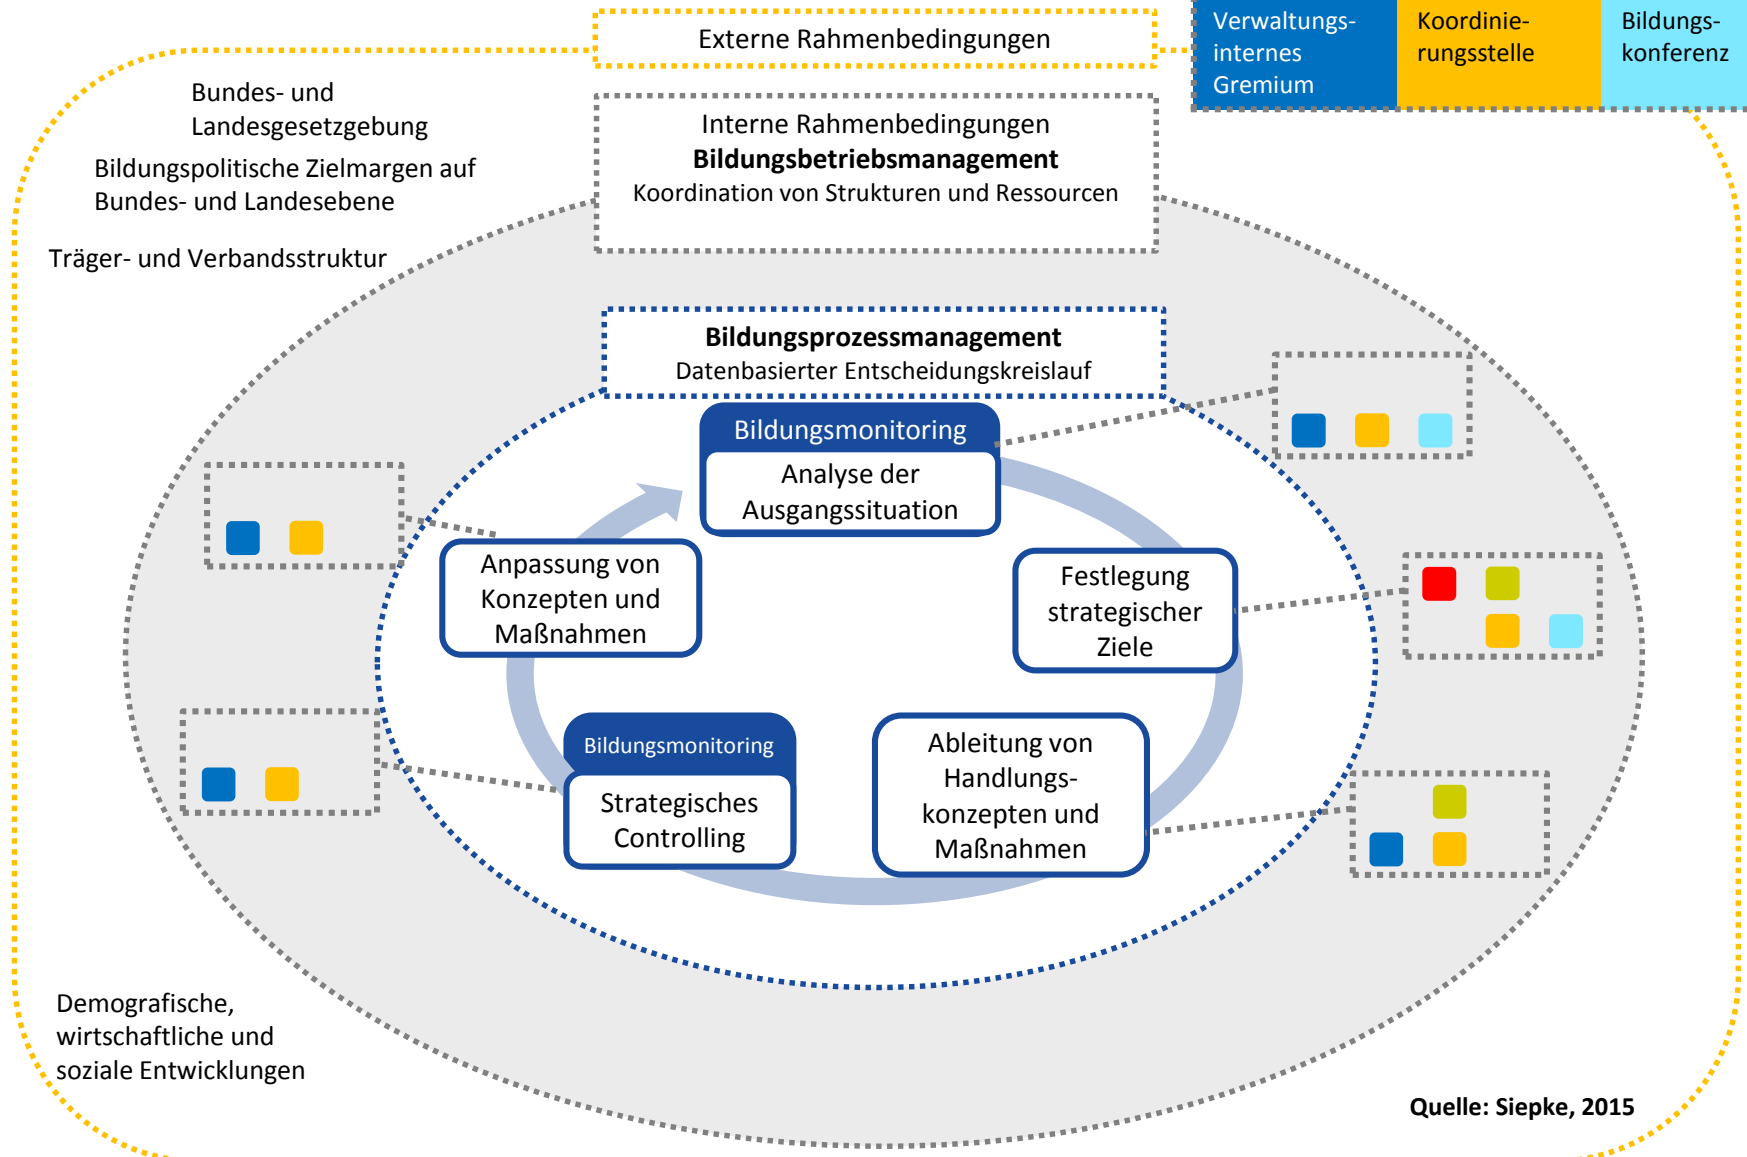 Externe Rahmenbedingungen
Verwaltungs-
internes
Gremium
Koordinie-
rungsstelle
Bildungs-
konferenz
Bundes- und
Landesgesetzgebung
Bildungspolitische Zielmargen auf
Bundes- und Landesebene
Träger- und Verbandsstruktur
Interne Rahmenbedingungen
Bildungsbetriebsmanagement
Koordination von Strukturen und Ressourcen
Bildungsprozessmanagement
Datenbasierter Entscheidungskreislauf
Bildungsmonitoring
Analyse der
Ausgangssituation
Festlegung
strategischer
Ziele
Ableitung von
Handlungs-
konzepten und
Maßnahmen
Bildungsmonitoring
Strategisches
Controlling
Anpassung von
Konzepten und
Maßnahmen
Demografische,
wirtschaftliche und
soziale Entwicklungen
Quelle: Siepke, 2015